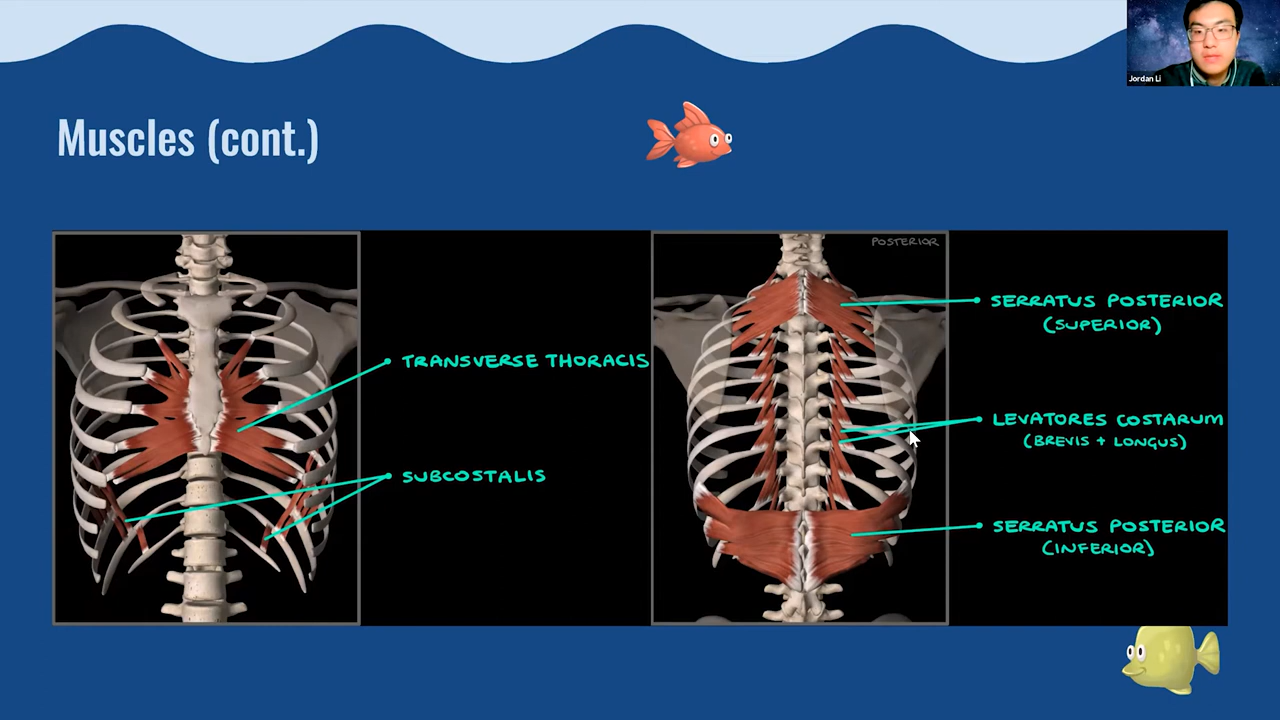 Jordan Li
Muscles (cont.)
POSTERIOR
TRANSVERSE THORACIS
SUBCOSTALIS
SERRATUS POSTERIOR
(SUPERIOR)
LEVATORES COSTARUM
(BREVIS + LONGUS)
SERRATUS POSTERIOR
(INFERIOR)